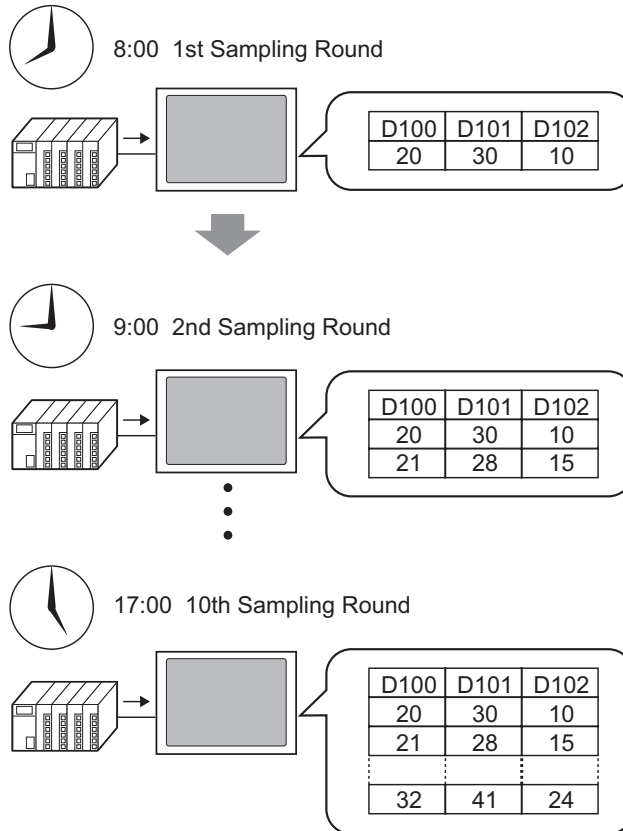 8:00 1st Sampling Round
D100 D101 D102
20 30 10
9:00 2nd Sampling Round
D100 D101 D102
20 30 10
21 28 15
17:00 10th Sampling Round
D100 D101 D102
20 30 10
21 28 15
32 41 24